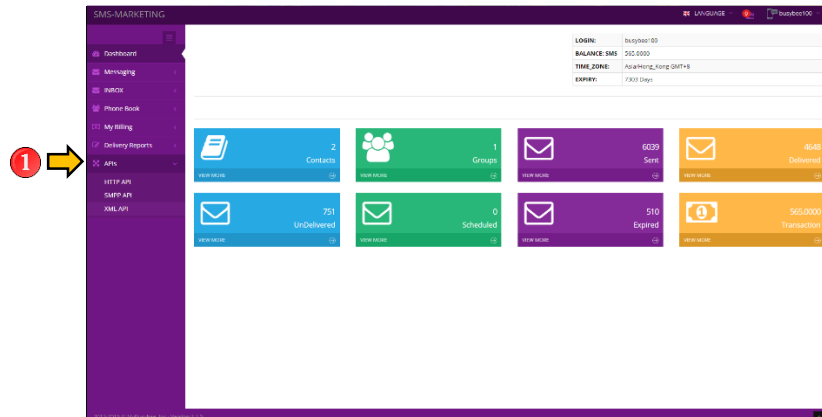 SMS-MARKETING
LANGUAGE
busybee100
Dashboard
Messaging
INBOX
Phone Book
My Billing
Delivery Reports
APIs
HTTP API
SMPP API
XML API
1
LOGIN: busybee100
BALANCE: SMS 565.0000
TIME_ZONE: Asia/Hong_Kong GMT+8
EXPIRY: 7303 Days
2
Contacts
VIEW MORE
1
Groups
VIEW MORE
6039
Sent
VIEW MORE
4648
Delivered
VIEW MORE
751
UnDelivered
VIEW MORE
0
Scheduled
VIEW MORE
510
Expired
VIEW MORE
565.0000
Transaction
VIEW MORE